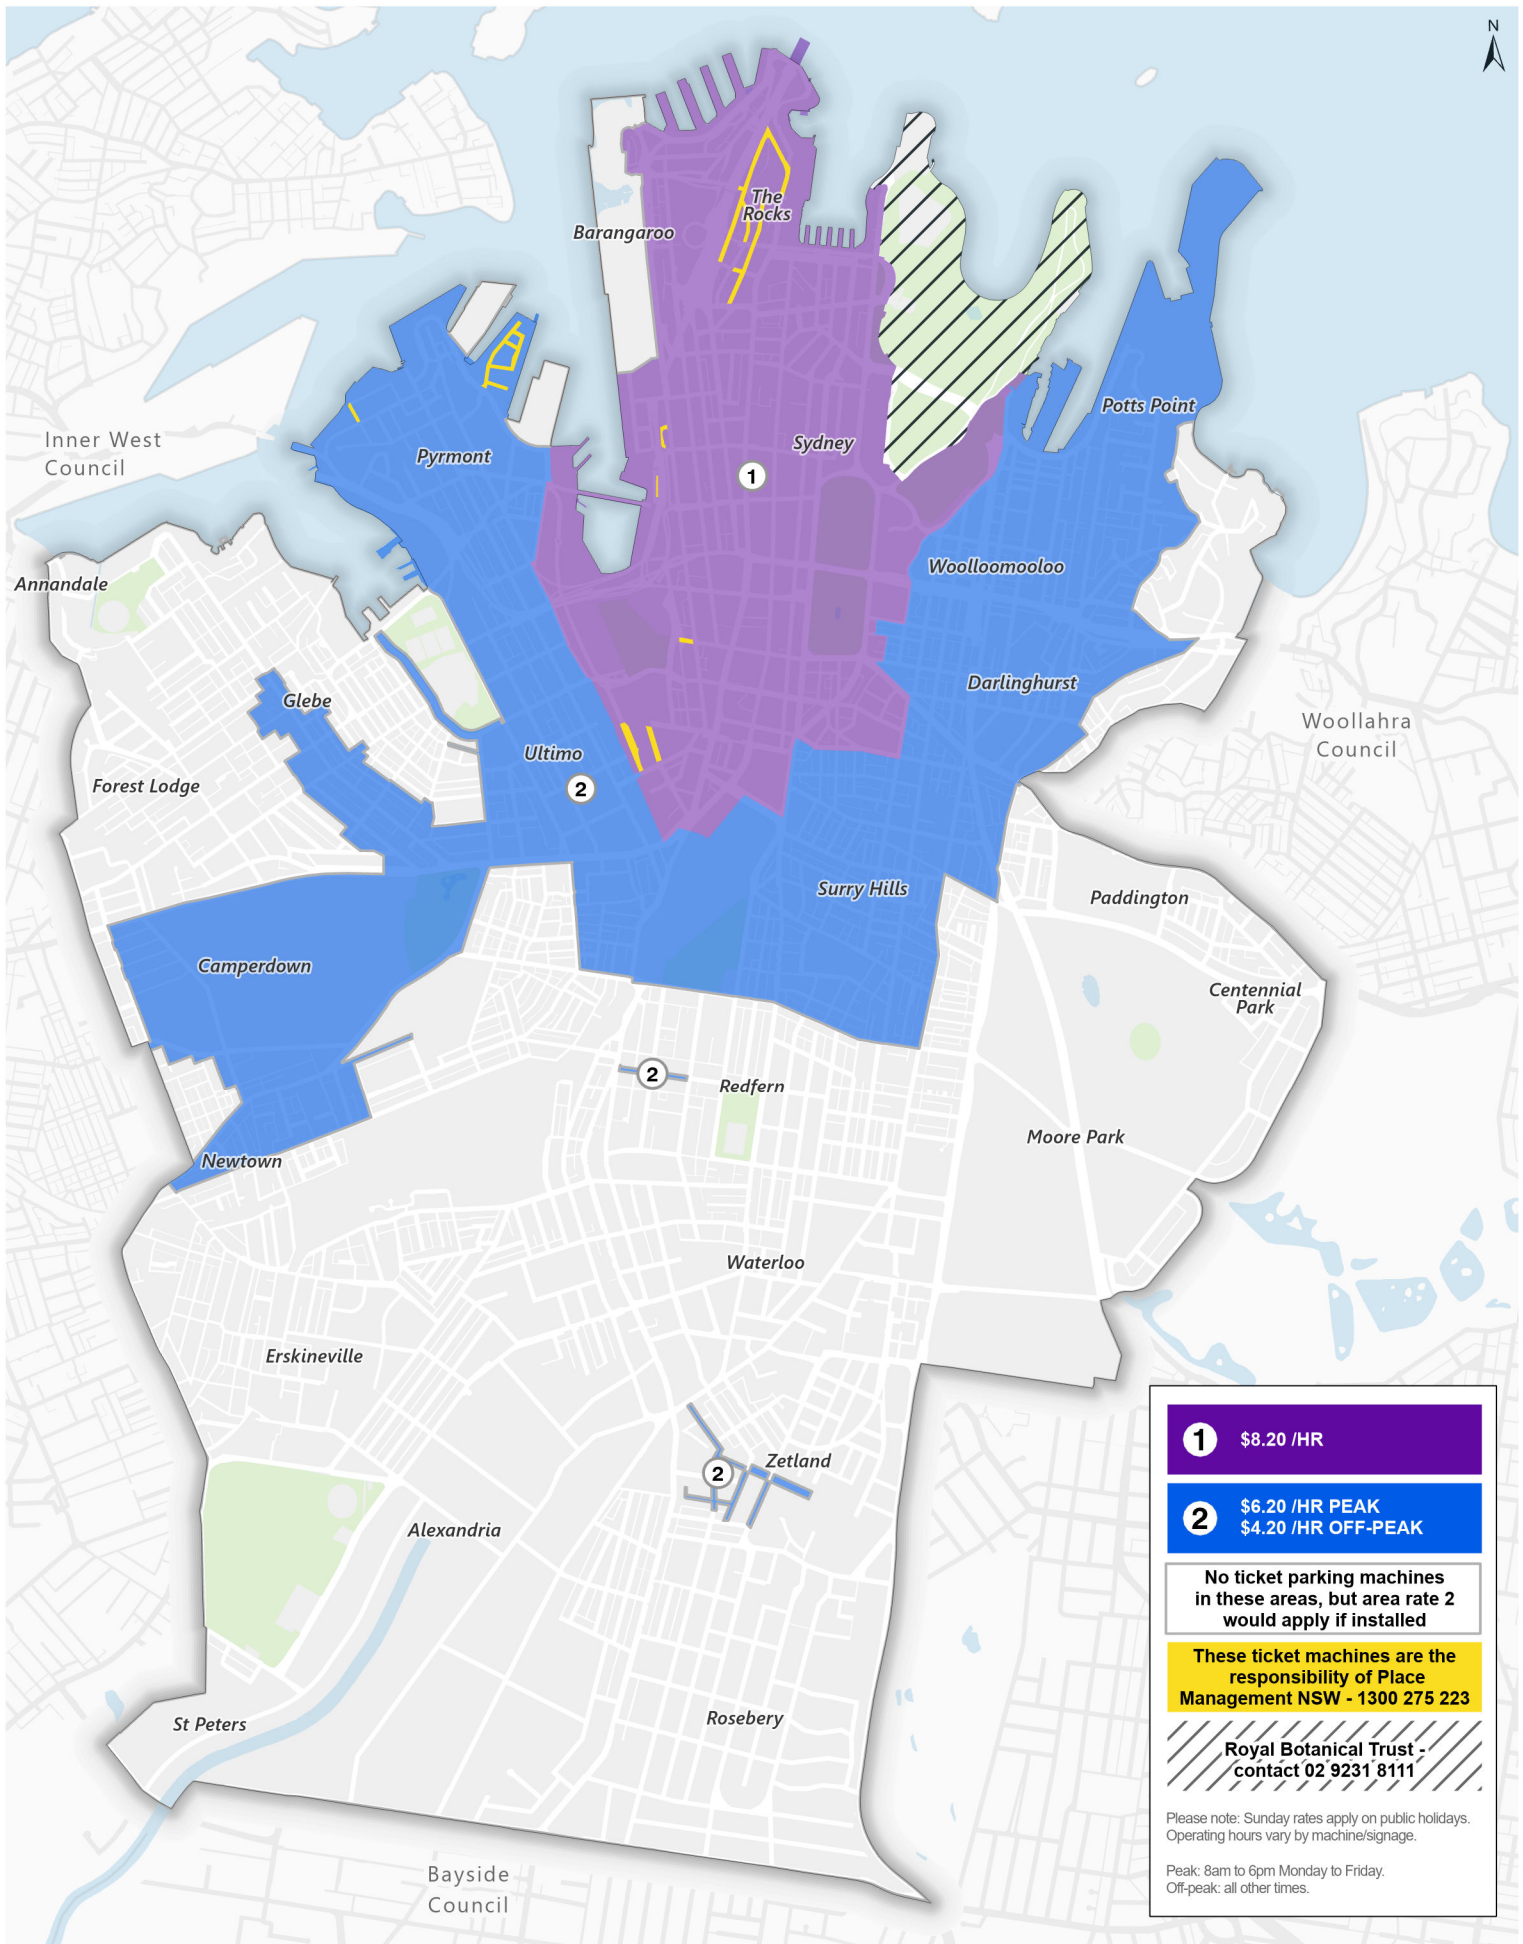 N
The
Rocks
Barangaroo
Potts Point
Inner West
Council
Sydney
Pyrmont
1
Woolloomooloo
Annandale
Darlinghurst
Glebe
Woollahra
Council
Ultimo
Forest Lodge
2
Surry Hills
Paddington
Camperdown
Centennial
Park
2
Redfern
Moore Park
Newtown
Waterloo
Erskineville
Zetland
2
Alexandria
Rosebery
St Peters
Bayside
Council
1
$8.20 /HR
2
$6.20 /HR PEAK
$4.20 /HR OFF-PEAK
No ticket parking machines
in these areas, but area rate 2
would apply if installed
These ticket machines are the
responsibility of Place
Management NSW - 1300 275 223
Royal Botanical Trust -
contact 02 9231 8111
Please note: Sunday rates apply on public holidays.
Operating hours vary by machine/signage.
Peak: 8am to 6pm Monday to Friday.
Off-peak: all other times.